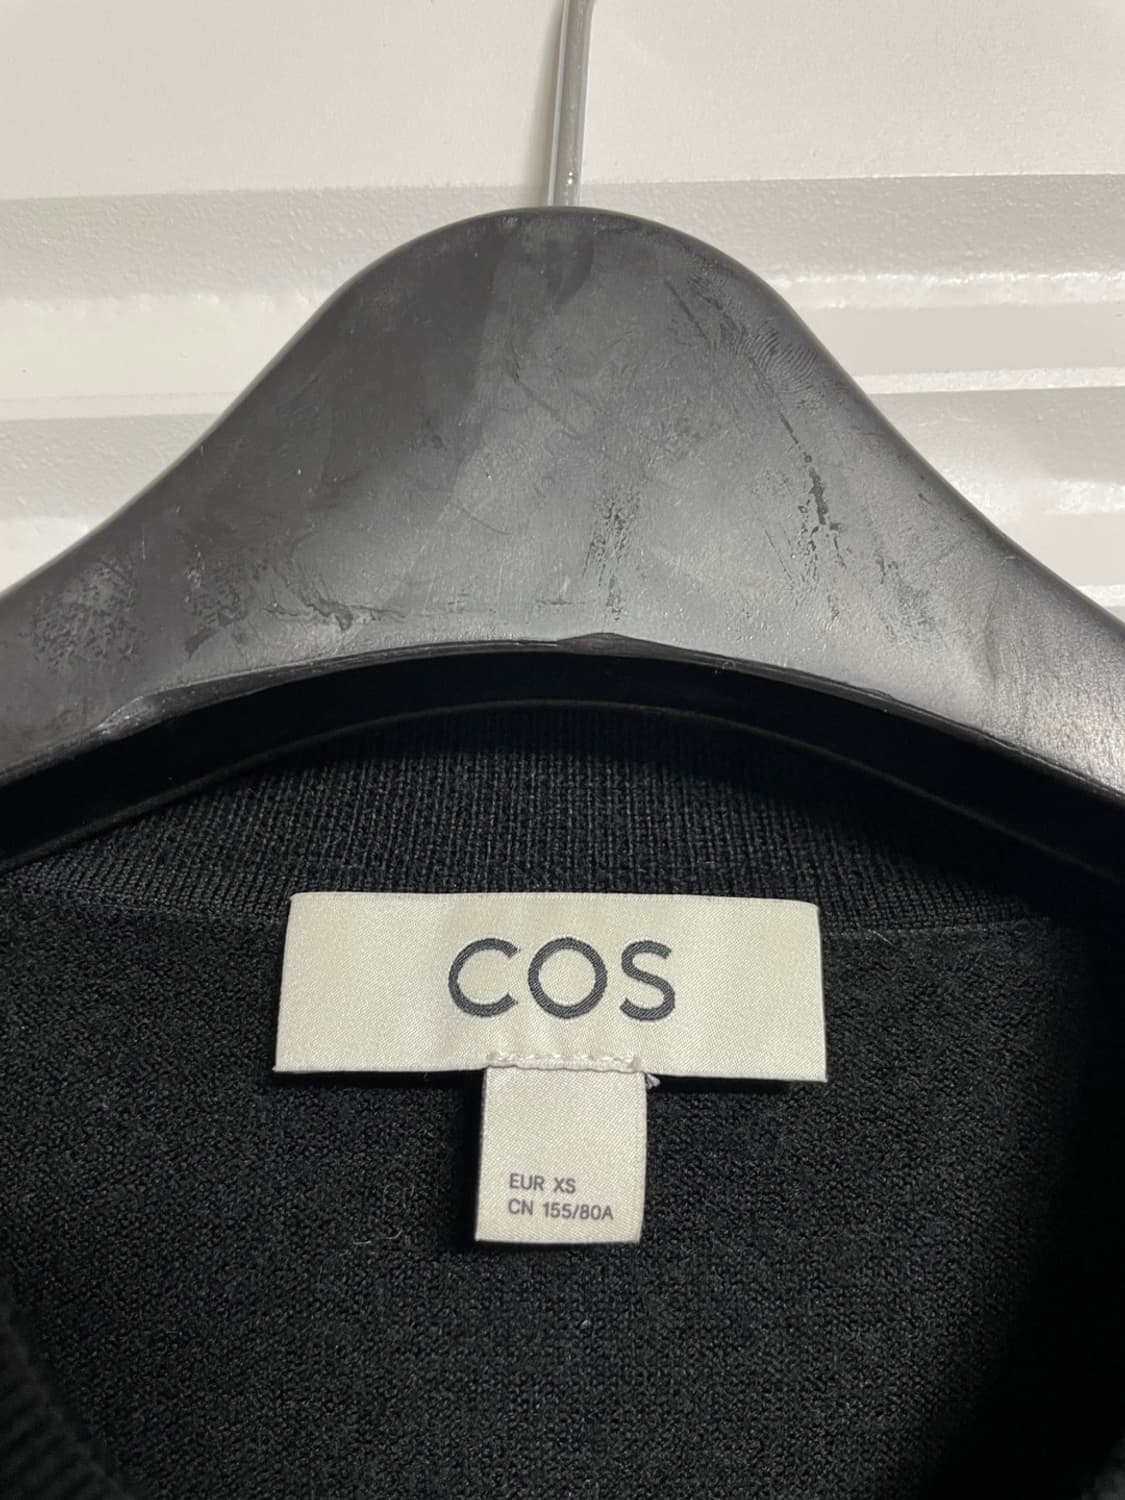 COS
EUR XS
CN 155/80A